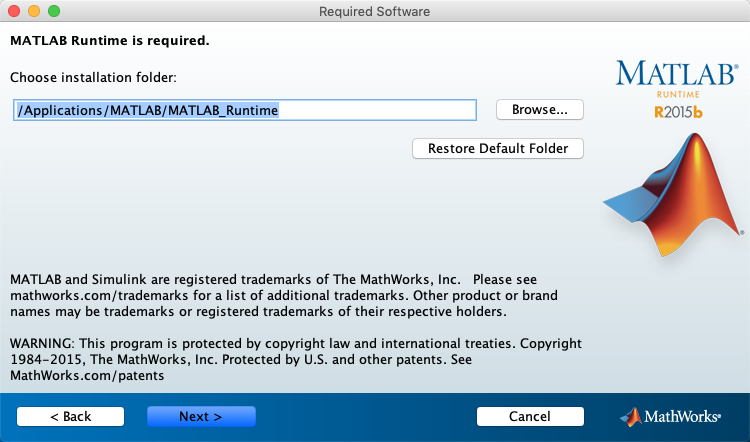 Required Software
MATLAB Runtime is required.
Choose installation folder:
/Applications/MATLAB/MATLAB_Runtime
Browse...
Restore Default Folder
MATLAB®
RUNTIME
R2015b
®
MATLAB and Simulink are registered trademarks of The MathWorks, Inc.   Please see
mathworks.com/trademarks for a list of additional trademarks. Other product or brand
names may be trademarks or registered trademarks of their respective holders.
WARNING: This program is protected by copyright law and international treaties. Copyright
1984-2015, The MathWorks, Inc. Protected by U.S. and other patents. See
MathWorks.com/patents
< Back
Next >
Cancel
MathWorks®